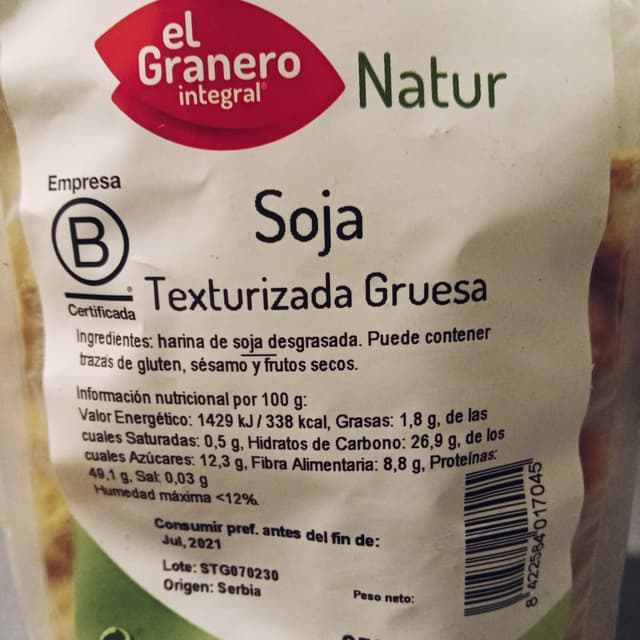 el
Granero
integral®
Natur
Empresa
B
Certificada
Soja
Texturizada Gruesa
Ingredientes: harina de soja desgrasada. Puede contener
trazas de gluten, sésamo y frutos secos.
Información nutricional por 100 g:
Valor Energético: 1429 kJ / 338 kcal, Grasas: 1,8 g, de las
cuales Saturadas: 0,5 g, Hidratos de Carbono: 26,9 g, de los
cuales Azúcares: 12,3 g, Fibra Alimentaria: 8,8 g, Proteínas:
49,1 g, Sal: 0,03 g
Humedad máxima <12%
Consumir pref. antes del fin de:
Jul, 2021
Lote: STG070230
Origen: Serbia
Peso neto:
8 422584 017045